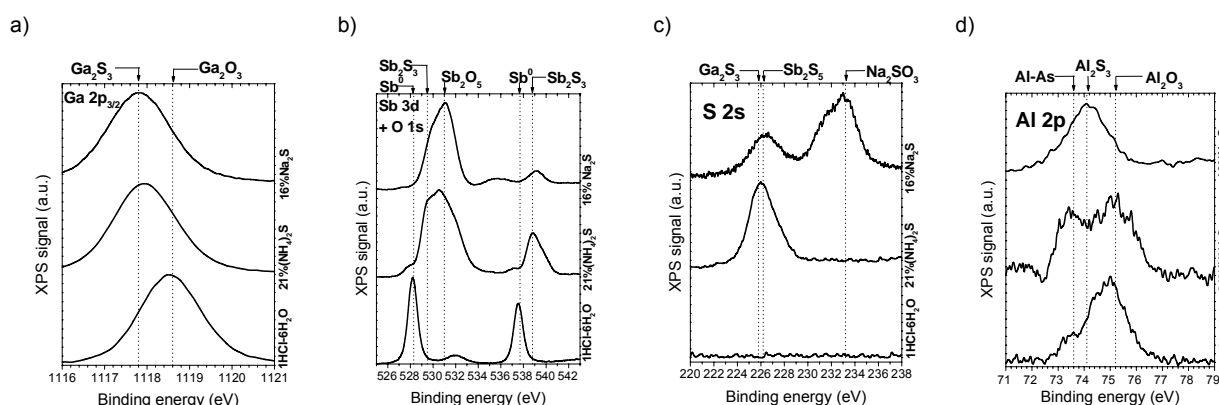 a)
Ga2S3
Ga2O3
Ga 2p3/2
16%Na2S
21%(NH4)2S
1HCl-6H2O
XPS signal (a.u.)
1116 1117 1118 1119 1120 1121
Binding energy (eV)
b)
Sb2S3
Sb0
Sb2O5
Sb0
Sb2S3
Sb 3d
+ O 1s
16% Na2S
21%(NH4)2S
1HCl-6H2O
XPS signal (a.u.)
526 528 530 532 534 536 538 540 542
Binding energy (eV)
c)
Ga2S3
Sb2S5
Na2SO3
S 2s
16%Na2S
21%(NH4)2S
1HCl-6H2O
XPS signal (a.u.)
220 222 224 226 228 230 232 234 236 238
Binding energy (eV)
d)
Al-As
Al2S3
Al2O3
Al 2p
XPS signal (a.u.)
71 72 73 74 75 76 77 78 79
Binding energy (eV)